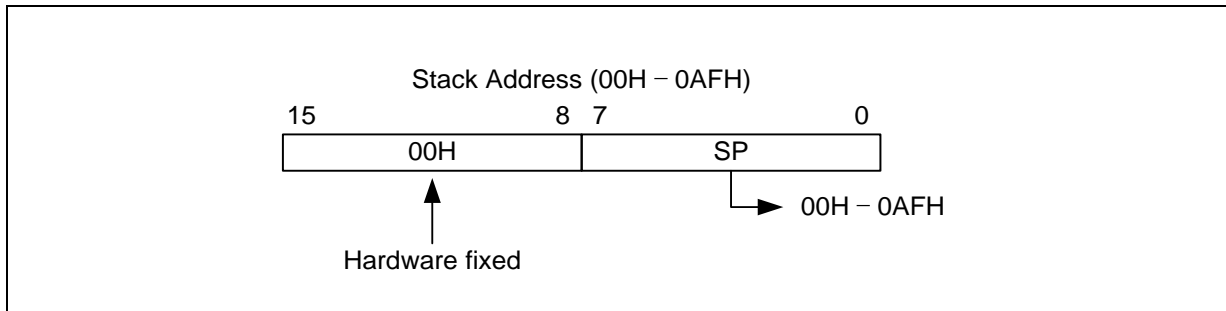 Stack Address (00H – 0AFH)
15 8 7 0
00H SP
00H – 0AFH
Hardware fixed